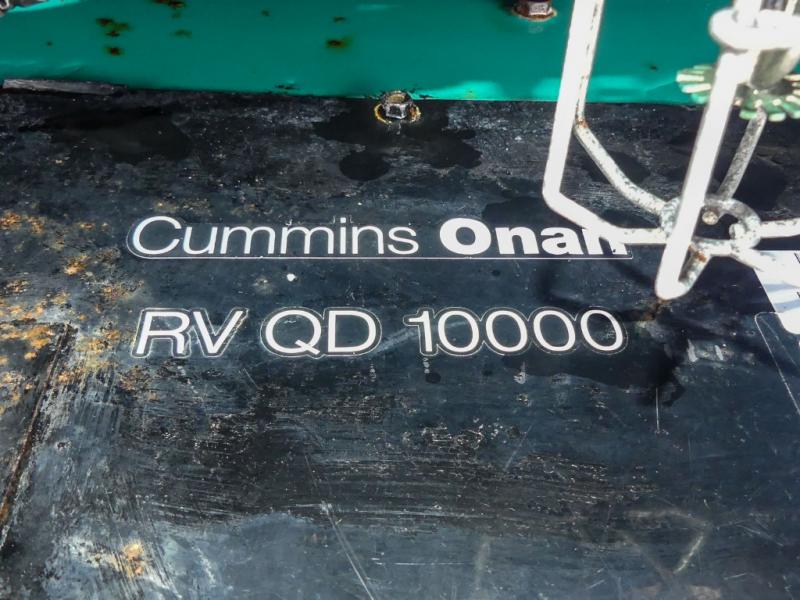 Cummins Onan
RV QD 10000